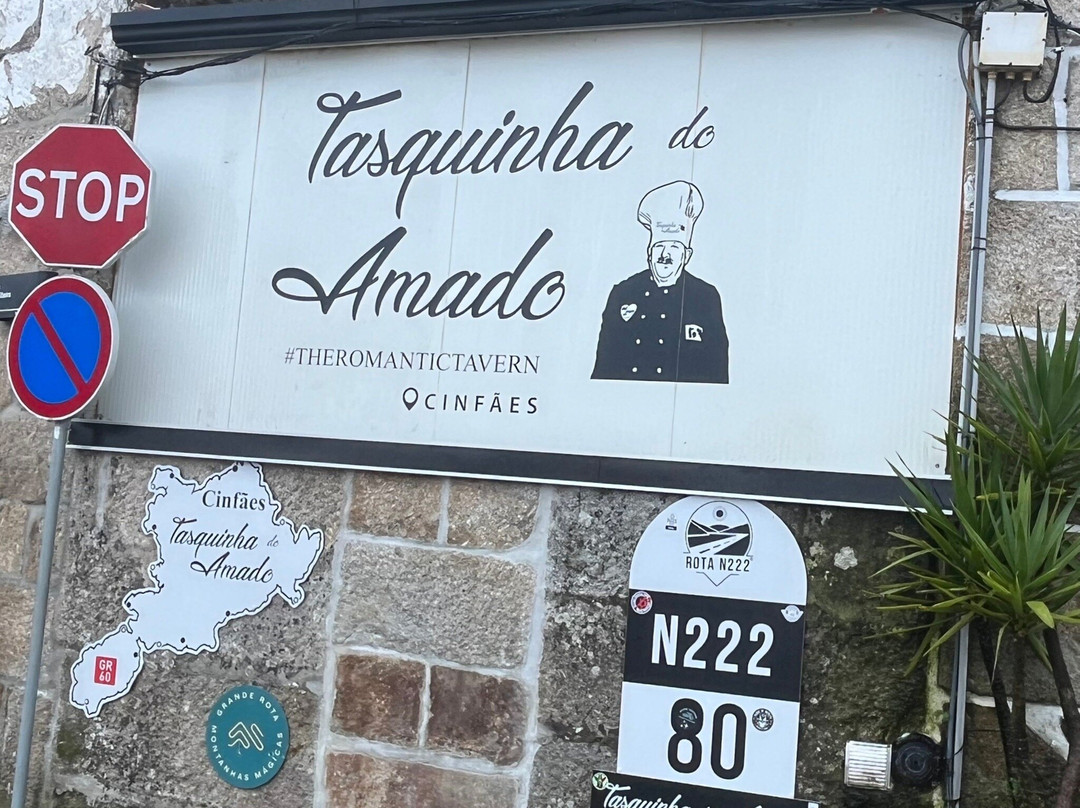 Tasquinha do
Amado
#THEROMANTICTAVERN
CINFÃES
STOP
Cinfães
Tasquinha do
Amado
GR
60
GRANDE ROTA
MONTANHAS MÁGICAS
ROTA N222
N222
80
Tasquinha